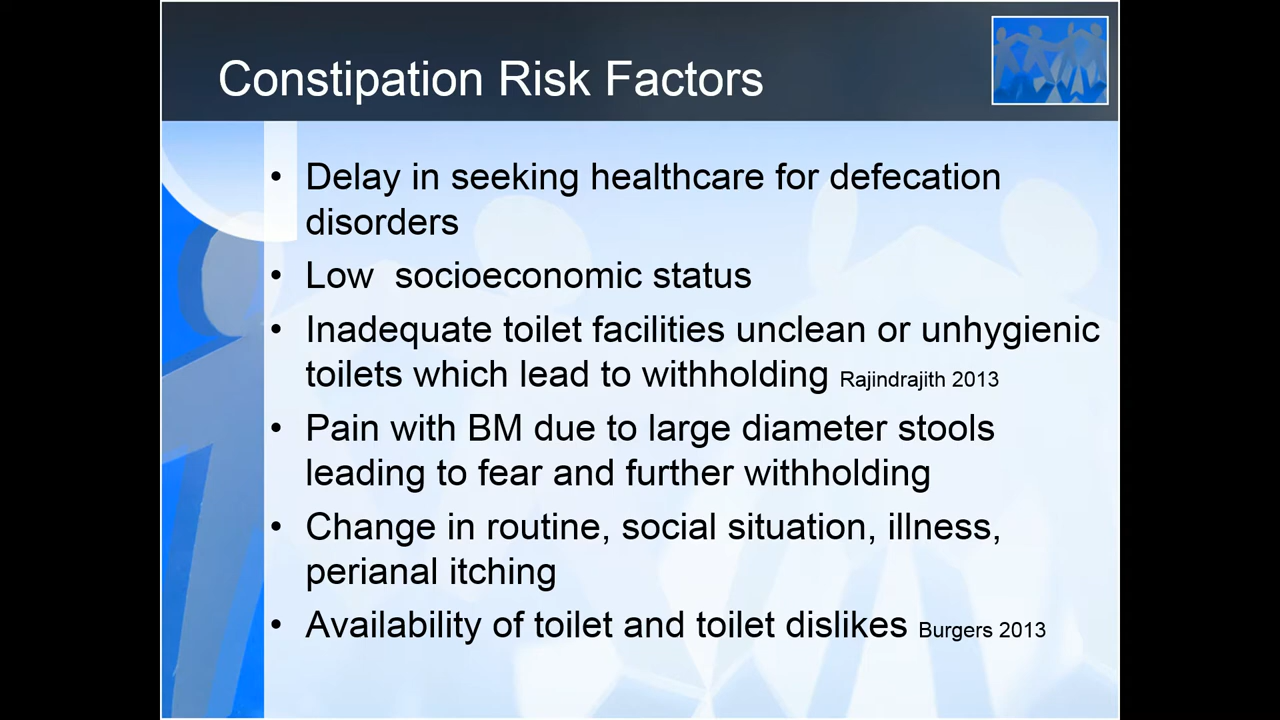 Constipation Risk Factors
• Delay in seeking healthcare for defecation
disorders
• Low  socioeconomic status
• Inadequate toilet facilities unclean or unhygienic
toilets which lead to withholding Rajindrajith 2013
• Pain with BM due to large diameter stools
leading to fear and further withholding
• Change in routine, social situation, illness,
perianal itching
• Availability of toilet and toilet dislikes Burgers 2013